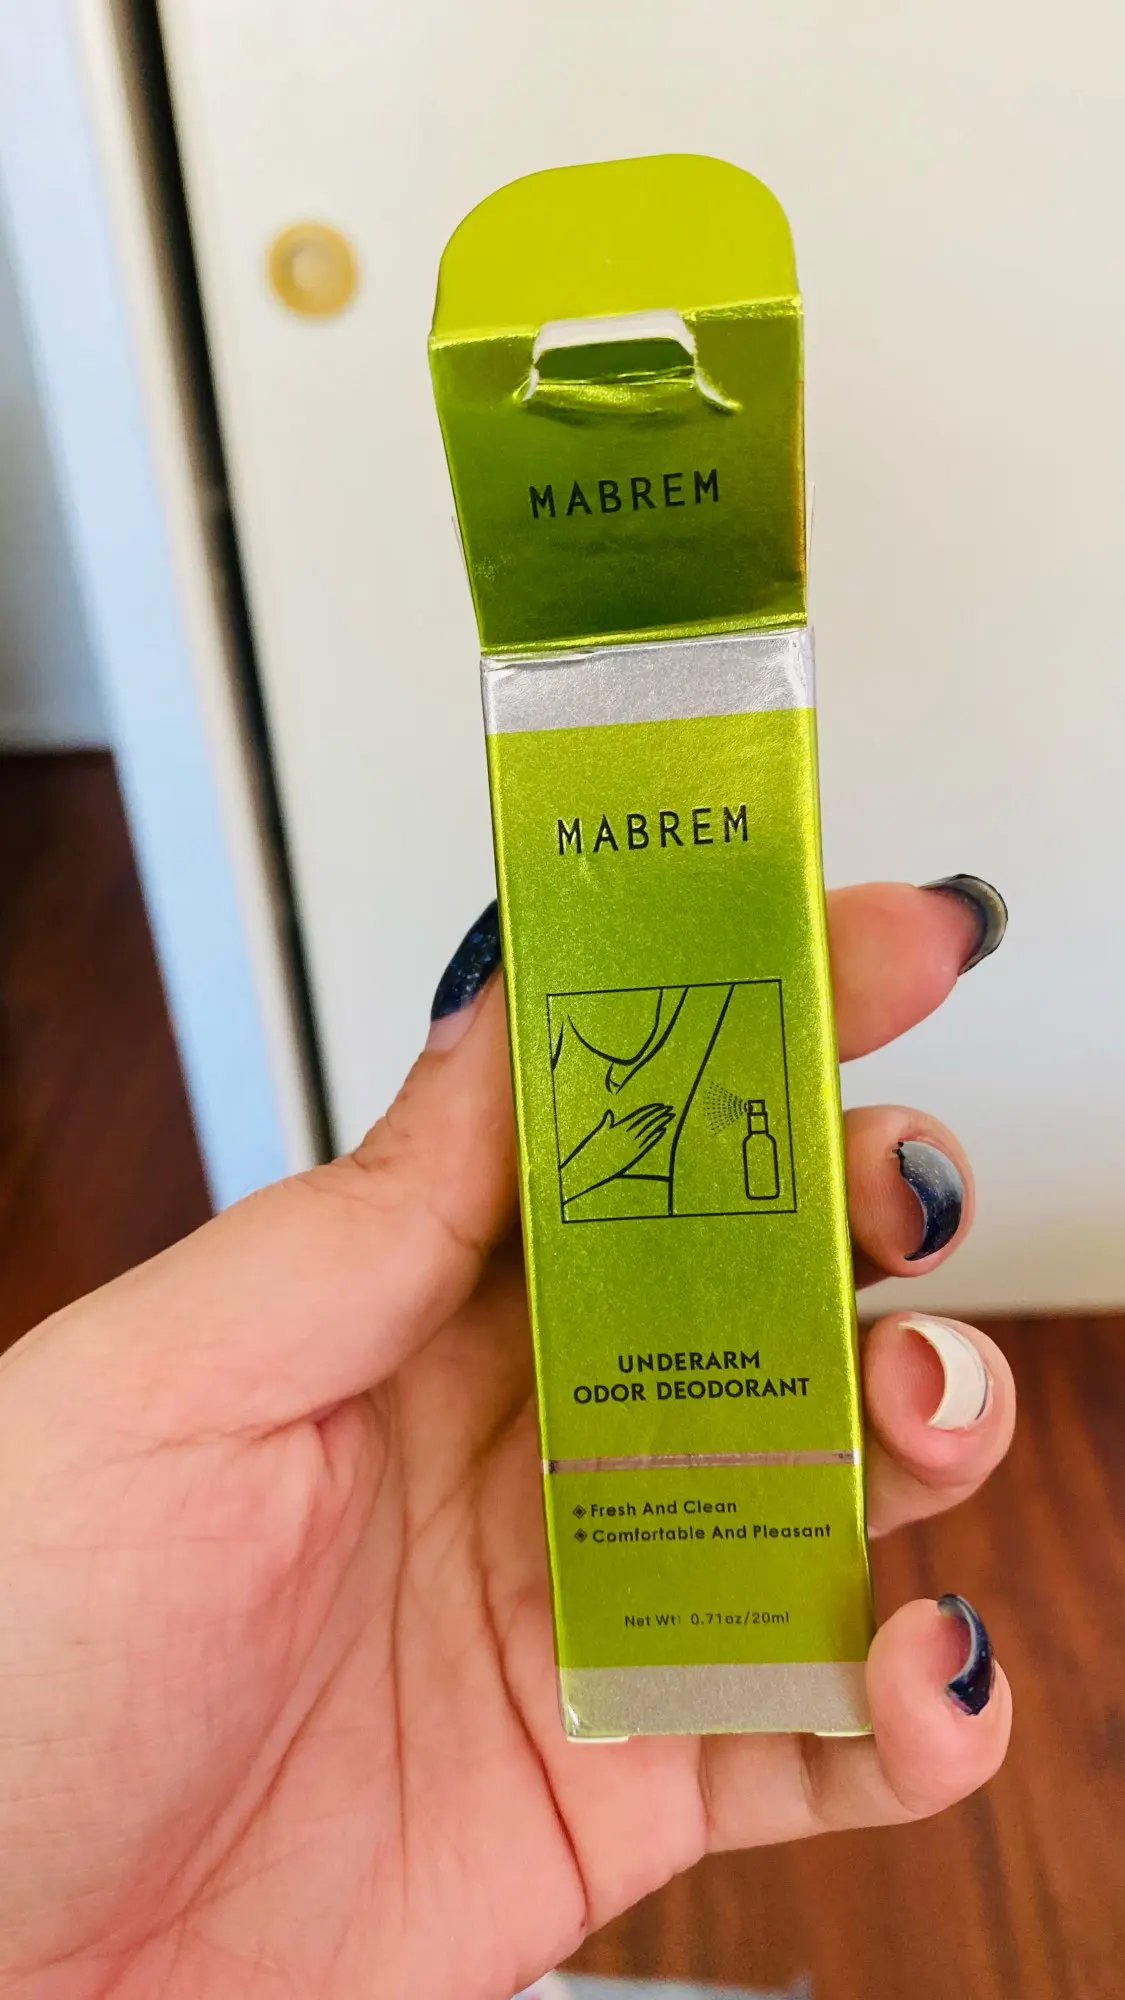 MABREM
MABREM
UNDERARM
ODOR DEODORANT
Fresh And Clean
Comfortable And Pleasant
Net Wt: 0.71oz/20ml